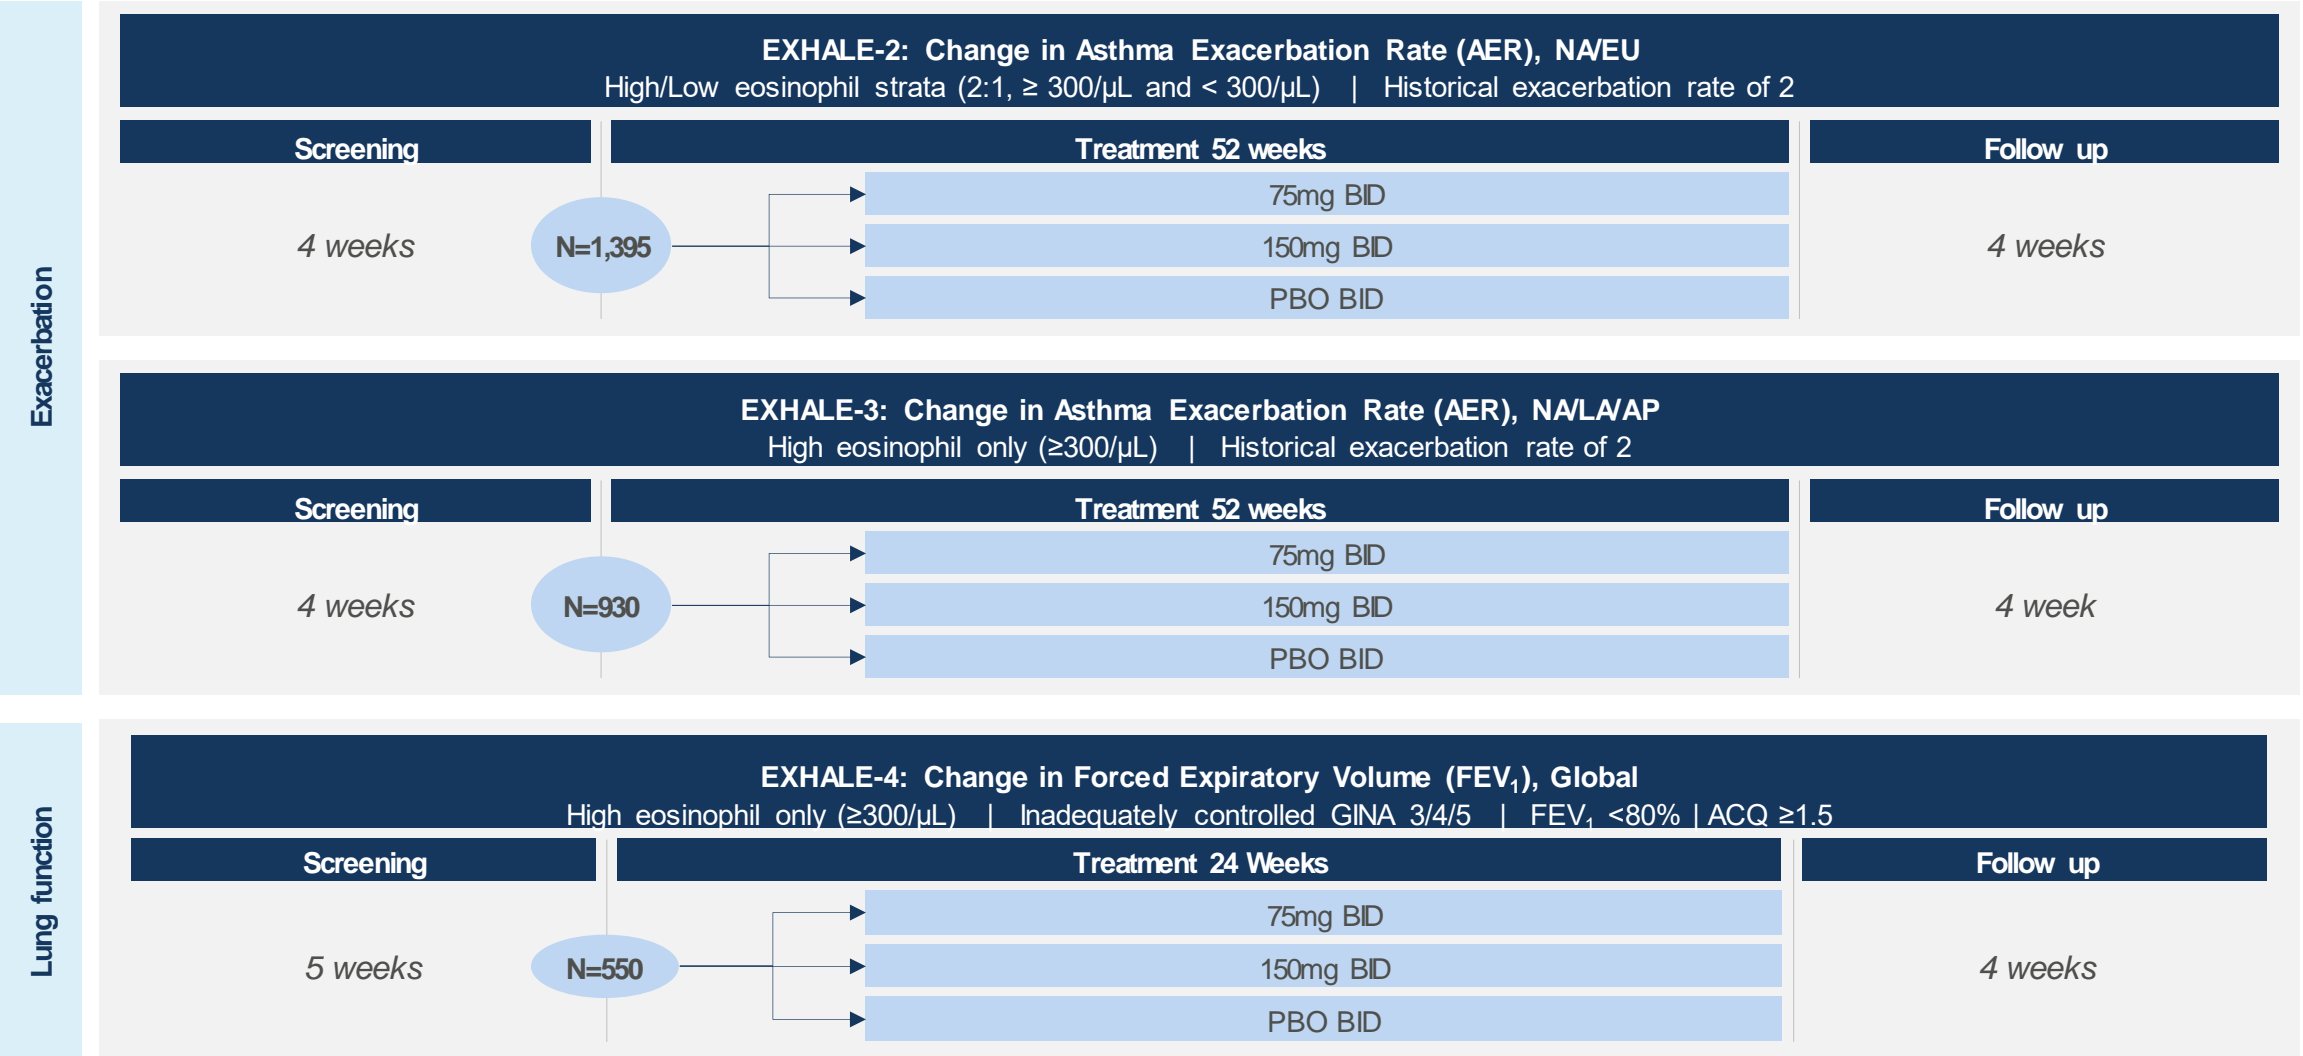 Exacerbation
EXHALE-2: Change in Asthma Exacerbation Rate (AER), NA/EU
High/Low eosinophil strata (2:1, ≥ 300/µL and < 300/µL) | Historical exacerbation rate of 2
Screening
Treatment 52 weeks
Follow up
4 weeks
N=1,395
75mg BID
150mg BID
PBO BID
4 weeks
EXHALE-3: Change in Asthma Exacerbation Rate (AER), NA/LA/AP
High eosinophil only (≥300/µL) | Historical exacerbation rate of 2
Screening
Treatment 52 weeks
Follow up
4 weeks
N=930
75mg BID
150mg BID
PBO BID
4 week
Lung function
EXHALE-4: Change in Forced Expiratory Volume (FEV₁), Global
High eosinophil only (≥300/µL) | Inadequately controlled GINA 3/4/5 | FEV₁ <80% | ACQ ≥1.5
Screening
Treatment 24 Weeks
Follow up
5 weeks
N=550
75mg BID
150mg BID
PBO BID
4 weeks